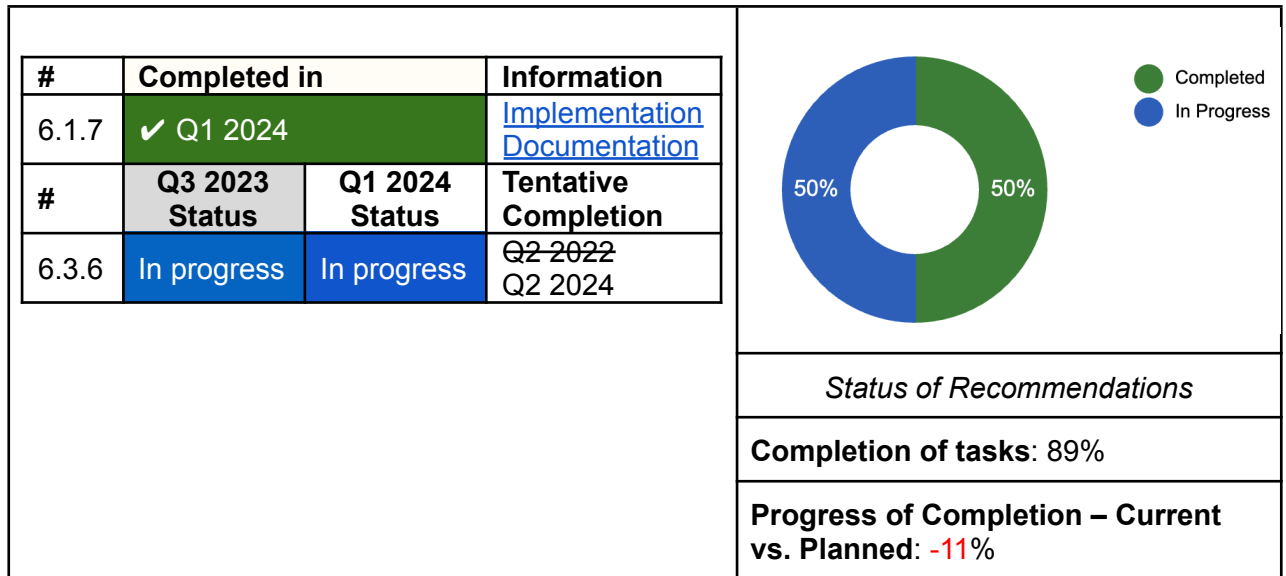 # Completed in Information
6.1.7 ✔ Q1 2024 Implementation
Documentation
# Q3 2023 Status Q1 2024 Status Tentative Completion
6.3.6 In progress In progress Q2 2022
Q2 2024
Completed
In Progress
50% 50%
Status of Recommendations
Completion of tasks: 89%
Progress of Completion – Current
vs. Planned: -11%